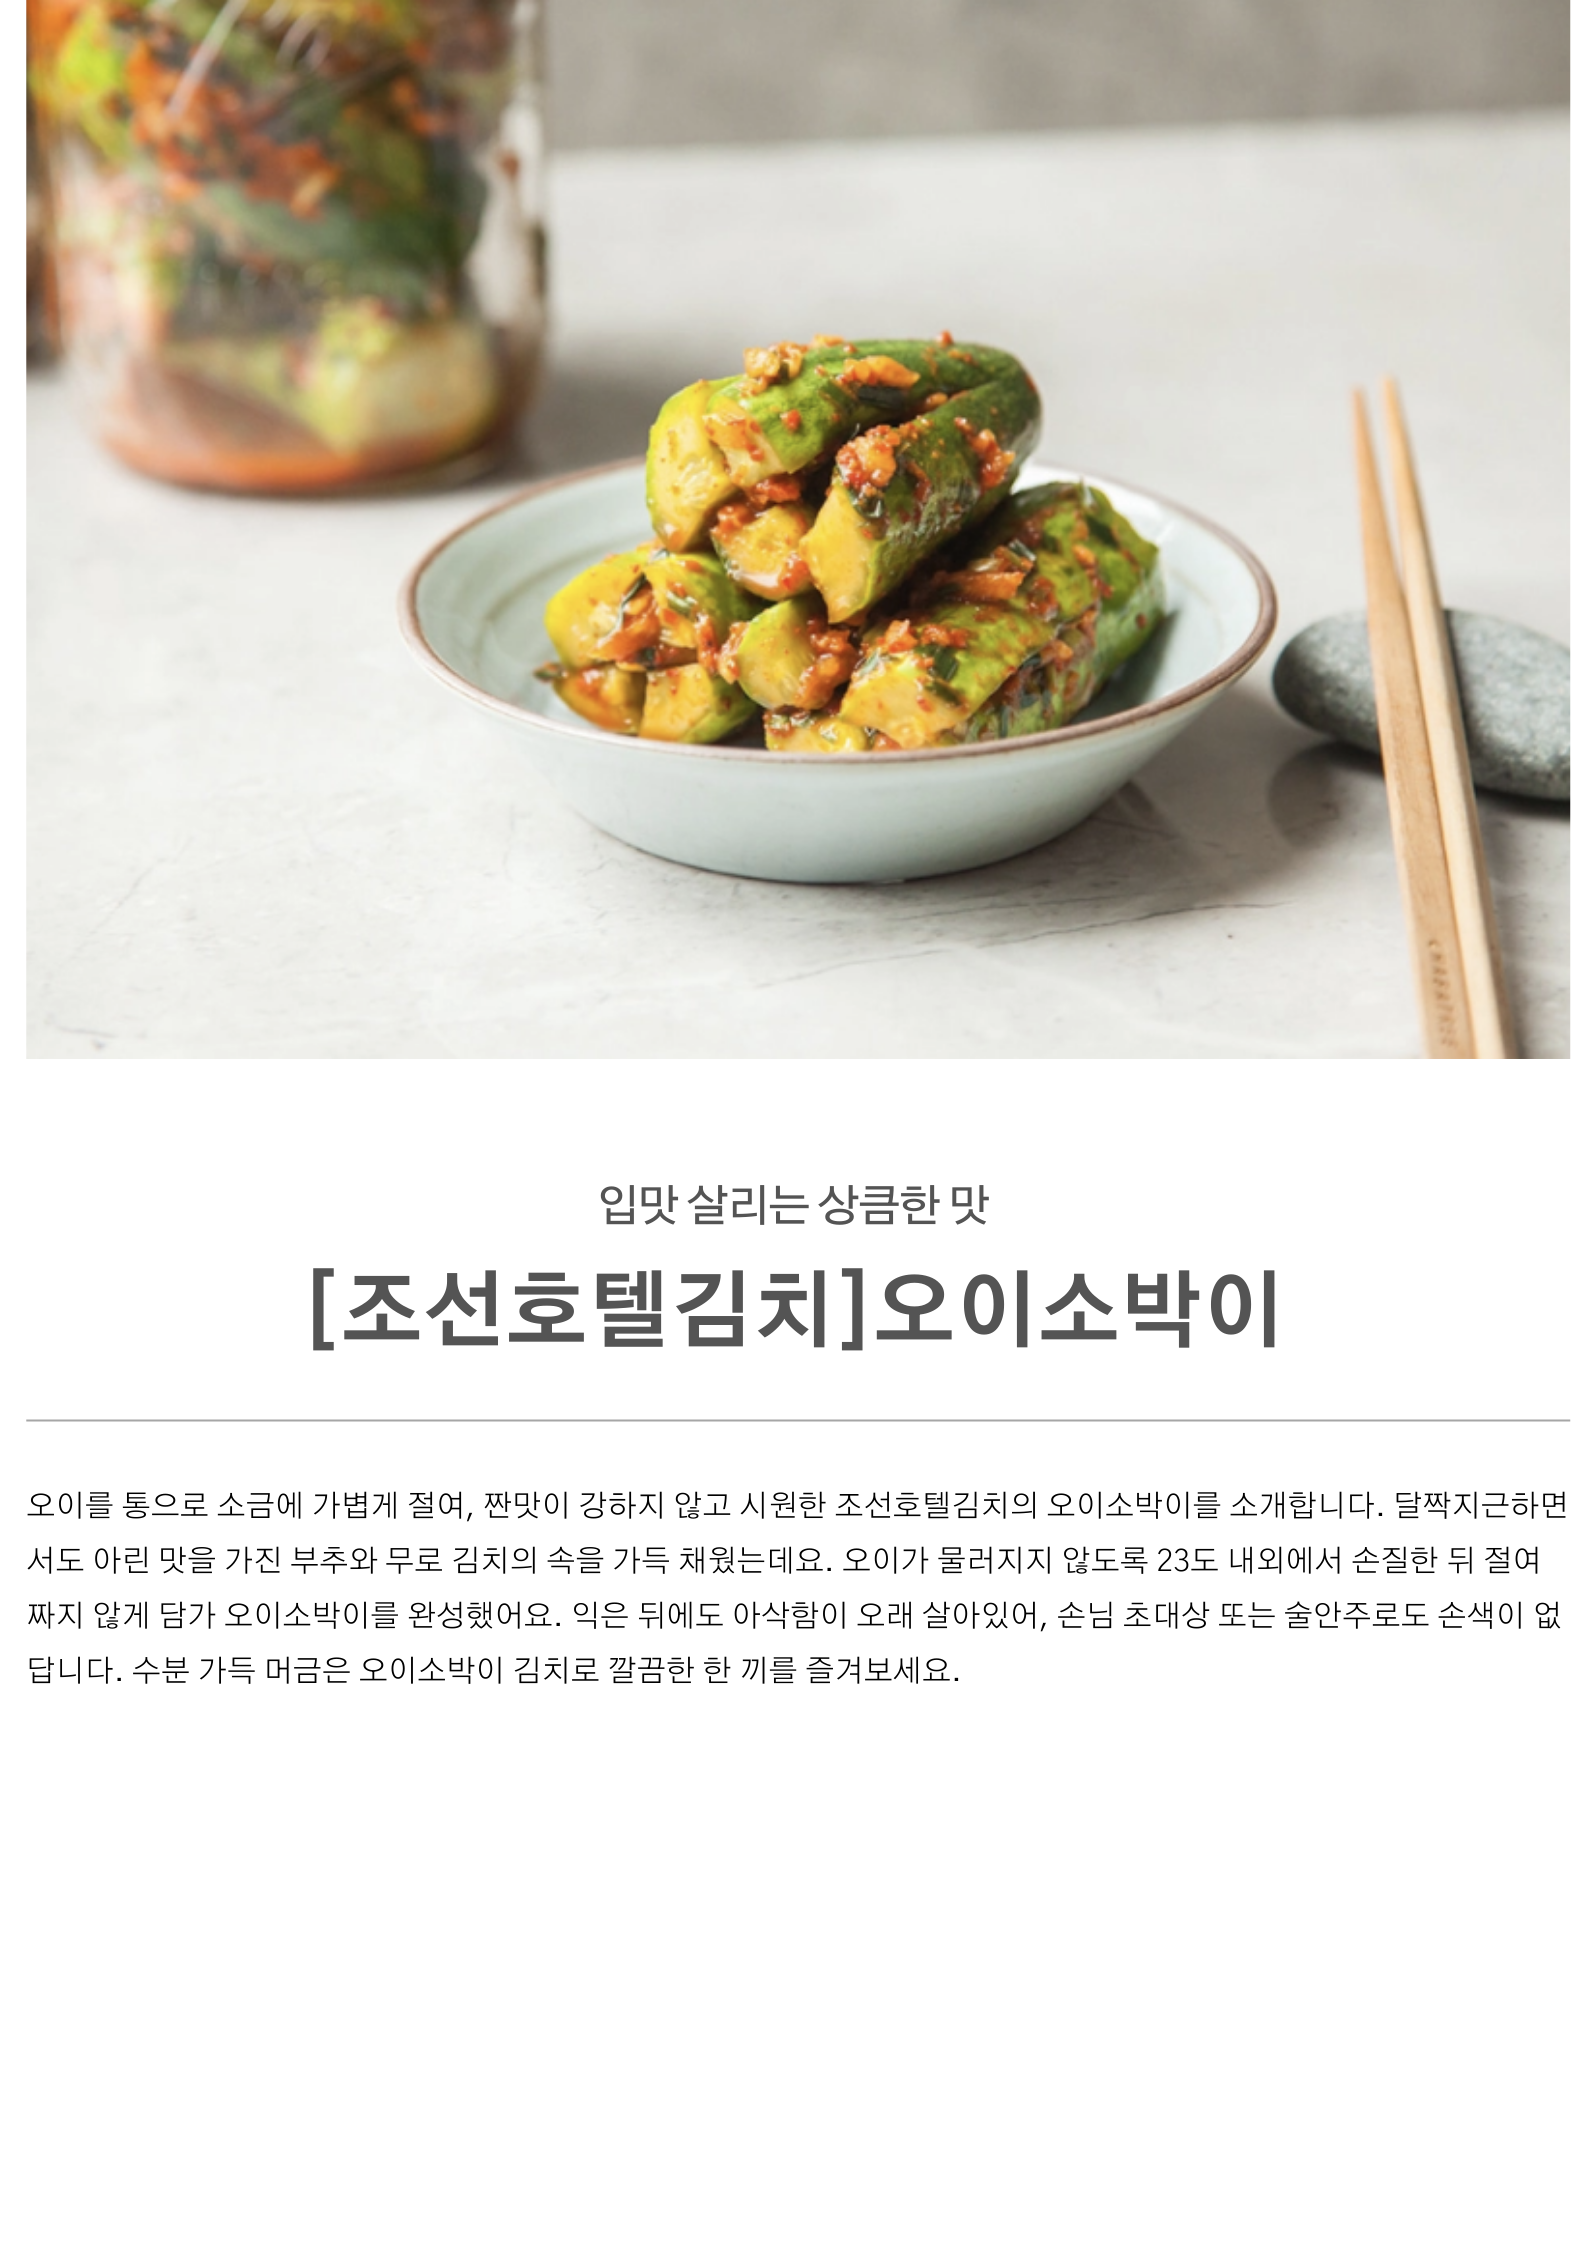 입맛 살리는 상큼한 맛
[조선호텔김치]오이소박이
오이를 통으로 소금에 가볍게 절여, 짠맛이 강하지 않고 시원한 조선호텔김치의 오이소박이를 소개합니다. 달짝지근하면
서도 아린 맛을 가진 부추와 무로 김치의 속을 가득 채웠는데요. 오이가 물러지지 않도록 23도 내외에서 손질한 뒤 절여
짜지 않게 담가 오이소박이를 완성했어요. 익은 뒤에도 아삭함이 오래 살아있어, 손님 초대상 또는 술안주로도 손색이 없
답니다. 수분 가득 머금은 오이소박이 김치로 깔끔한 한 끼를 즐겨보세요.